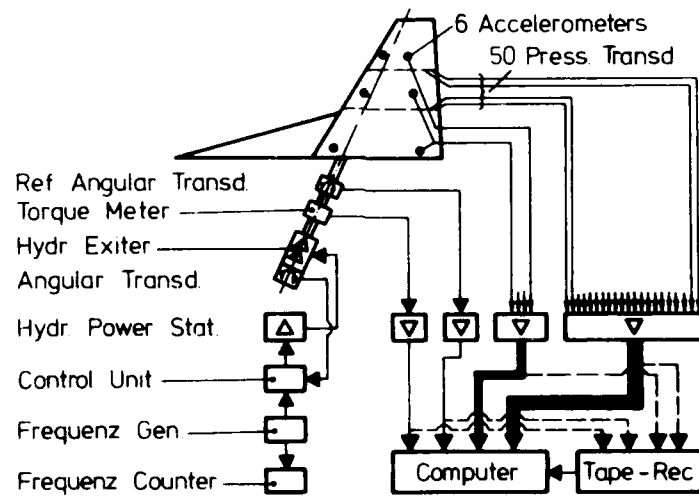 6 Accelerometers
50 Press. Transd
Ref Angular Transd.
Torque Meter
Hydr Exiter
Angular Transd.
Hydr. Power Stat.
Control Unit
Frequenz Gen.
Frequenz Counter
Computer
Tape-Rec